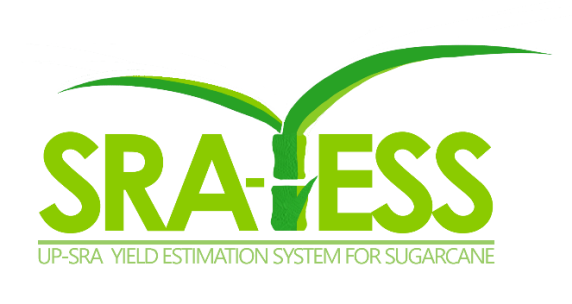 SRA-YESS
UP-SRA YIELD ESTIMATION SYSTEM FOR SUGARCANE